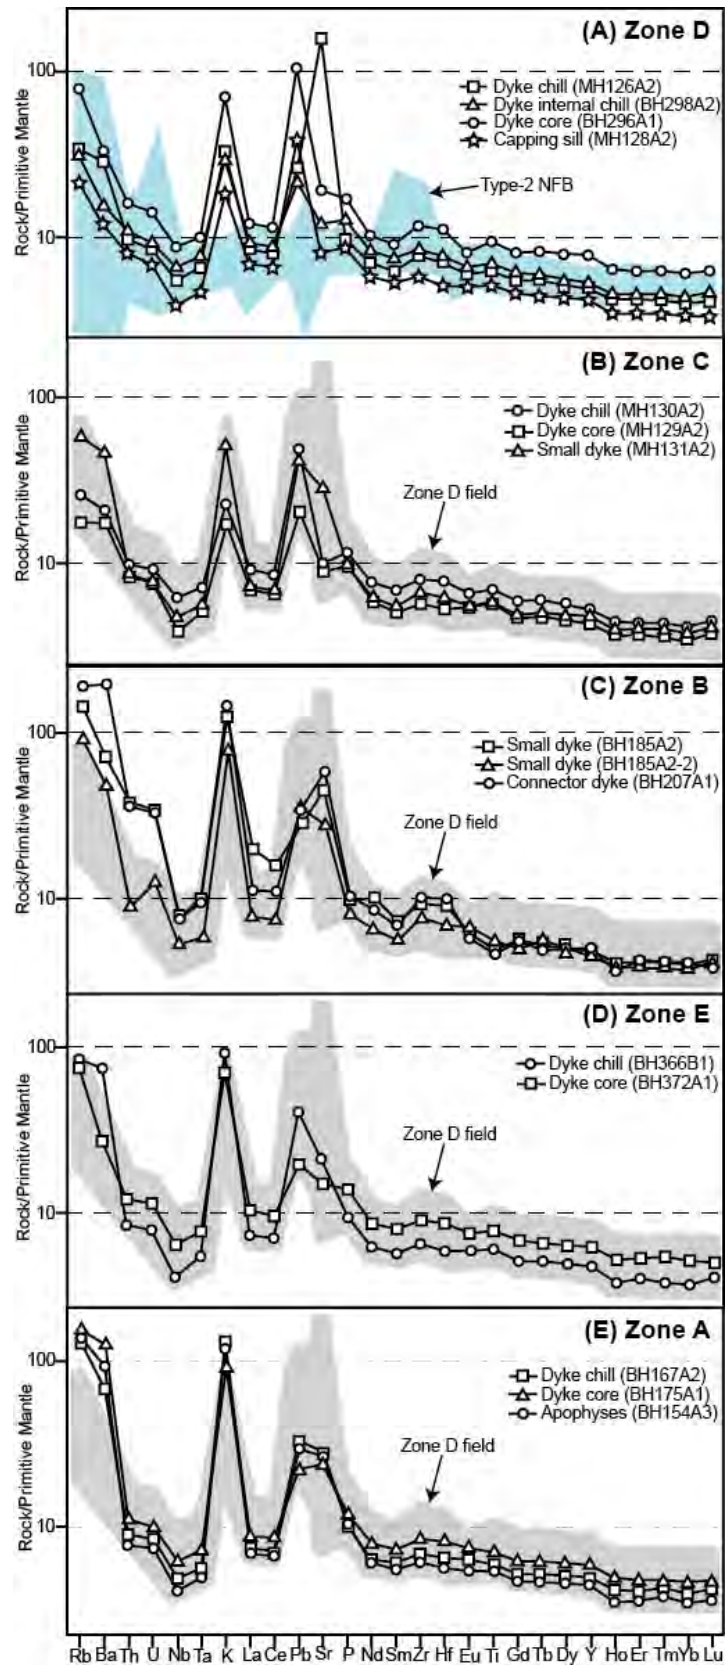 (A) Zone D
Rock/Primitive Mantle
100
10
Dyke chill (MH126A2)
Dyke internal chill (BH298A2)
Dyke core (BH296A1)
Capping sill (MH128A2)
Type-2 NFB
(B) Zone C
Rock/Primitive Mantle
100
10
Dyke chill (MH130A2)
Dyke core (MH129A2)
Small dyke (MH131A2)
Zone D field
(C) Zone B
Rock/Primitive Mantle
100
10
Small dyke (BH185A2)
Small dyke (BH185A2-2)
Connector dyke (BH207A1)
Zone D field
(D) Zone E
Rock/Primitive Mantle
100
10
Dyke chill (BH366B1)
Dyke core (BH372A1)
Zone D field
(E) Zone A
Rock/Primitive Mantle
100
10
Dyke chill (BH167A2)
Dyke core (BH175A1)
Apophyses (BH154A3)
Zone D field
Rb Ba Th U Nb Ta K La Ce Pb Sr P Nd Sm Zr Hf Eu Ti Gd Tb Dy Y Ho Er Tm Yb Lu